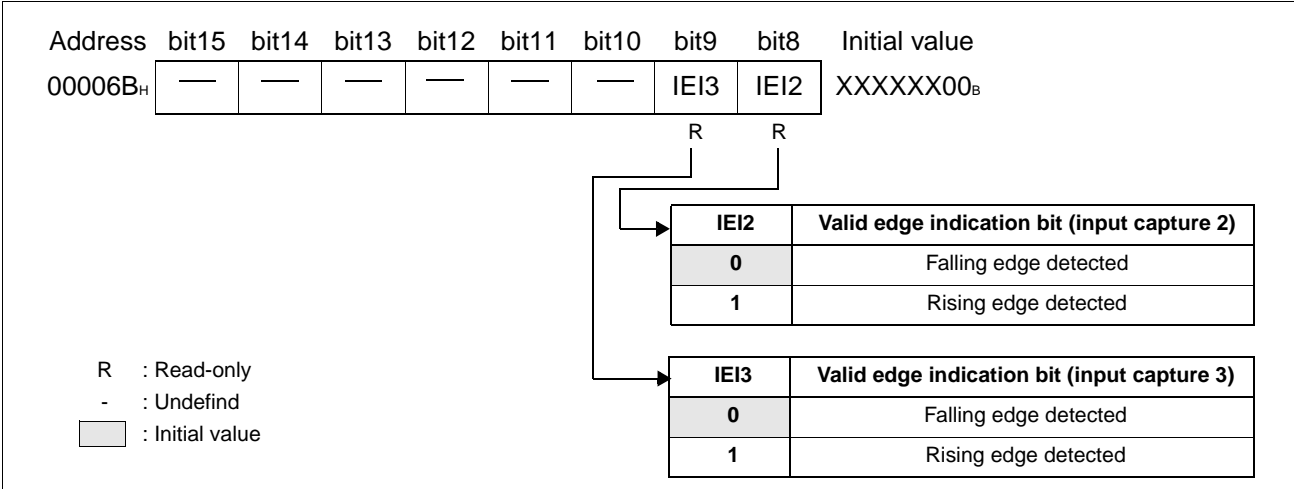 Address bit15 bit14 bit13 bit12 bit11 bit10 bit9 bit8 Initial value
00006BH — — — — — — IEI3 IEI2 XXXXXX00B
R R
IEI2 Valid edge indication bit (input capture 2)
0 Falling edge detected
1 Rising edge detected
IEI3 Valid edge indication bit (input capture 3)
0 Falling edge detected
1 Rising edge detected
R : Read-only
- : Undefind
: Initial value